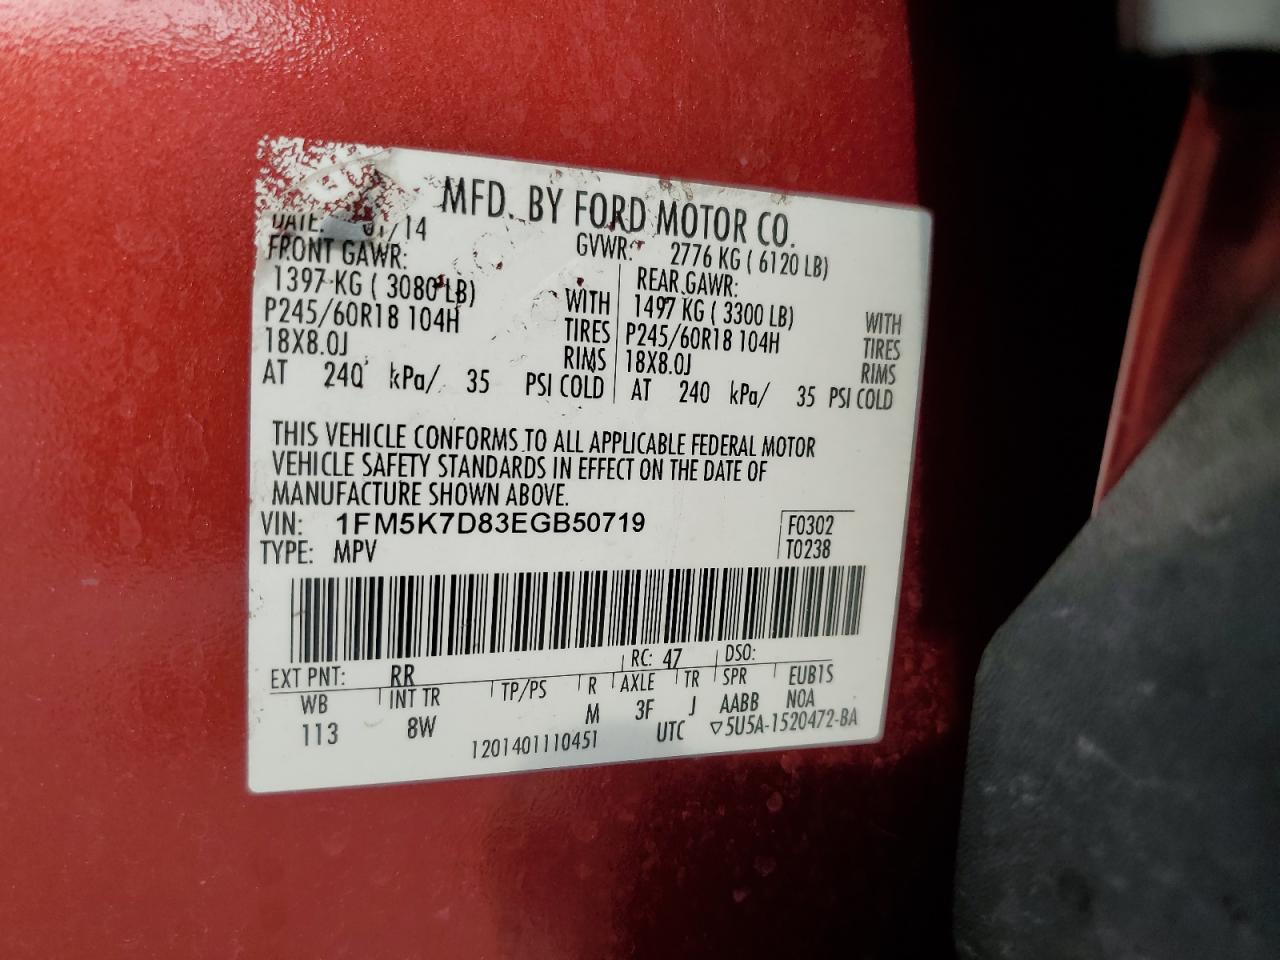 MFD. BY FORD MOTOR CO.
DATE: 01/14
GVWR: 2776 KG ( 6120 LB)
FRONT GAWR:
1397 KG ( 3080 LB)
WITH
P245/60R18 104H
TIRES
18X8.0J
RIMS
AT 240 kPa/ 35 PSI COLD
REAR GAWR:
1497 KG ( 3300 LB)
WITH
P245/60R18 104H
TIRES
18X8.0J
RIMS
AT 240 kPa/ 35 PSI COLD
THIS VEHICLE CONFORMS TO ALL APPLICABLE FEDERAL MOTOR
VEHICLE SAFETY STANDARDS IN EFFECT ON THE DATE OF
MANUFACTURE SHOWN ABOVE.
VIN: 1FM5K7D83EGB50719
F0302
TYPE: MPV
T0238
EXT PNT: RR
RC: 47 DSO:
WB INT TR TP/PS R AXLE TR SPR EUB1S
113 8W M 3F J AABB NOA
1201401110451 UTC ▽5U5A-1520472-BA